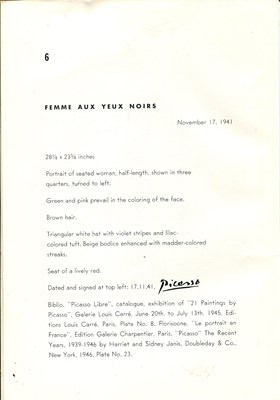 6
FEMME AUX YEUX NOIRS
November 17, 1941
28¾ x 23⅝ inches
Portrait of seated woman, half-length, shown in three
quarters, turned to left.
Green and pink prevail in the coloring of the face.
Brown hair.
Triangular white hat with violet stripes and lilac-
colored tuft. Beige bodice enhanced with madder-colored
streaks.
Seat of a lively red.
Dated and signed at top left: 17.11.41, Picasso
Biblio. "Picasso Libre", catalogue, exhibition of "21 Paintings by
Picasso", Galerie Louis Carré, June 20th, to July 13th, 1945, Edi-
tions Louis Carré, Paris, Plate No. 8; Florisoone, "Le portrait en
France", Edition Galerie Charpentier, Paris, "Picasso" The Recent
Years, 1939-1946 by Harriet and Sidney Janis, Doubleday & Co.,
New York, 1946, Plate No. 23.